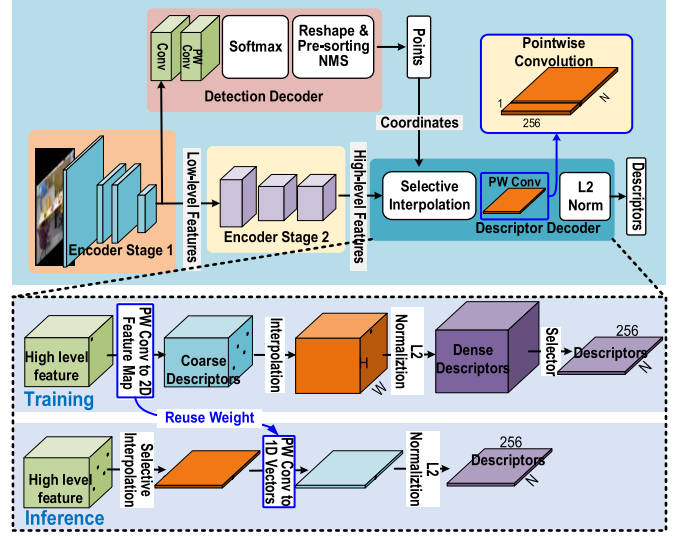 Conv
PW
Conv
Softmax
Reshape &
Pre-sorting
NMS
Points
Detection Decoder
Pointwise
Convolution
1
256
N
Coordinates
Encoder Stage 1
Low-level Features
Encoder Stage 2
High-level Features
Selective
Interpolation
PW Conv
L2
Norm
Descriptor Decoder
Descriptors
High level
feature
PW Conv to 2D
Feature Map
Coarse
Descriptors
Interpolation
H
W
L2
Normaliztion
Dense
Descriptors
Selector
256
Descriptors
N
Training
Reuse Weight
High level
feature
Selective
Interpolation
PW Conv to
1D Vectors
L2
Normaliztion
256
Descriptors
N
Inference